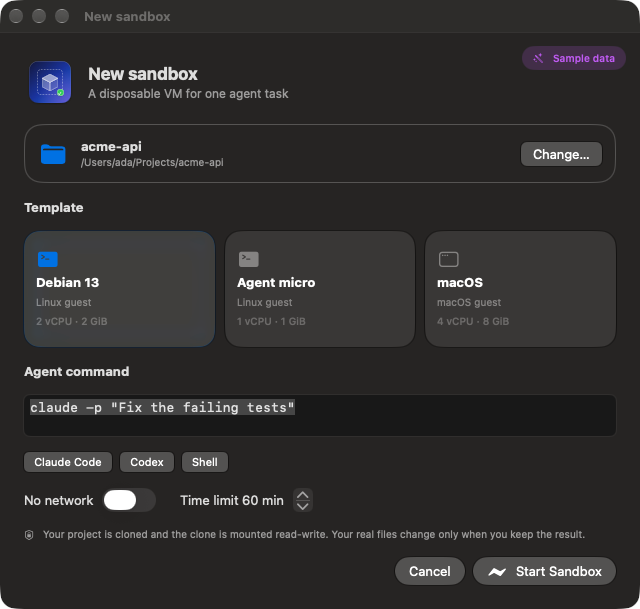 New sandbox
Sample data
New sandbox
A disposable VM for one agent task
acme-api
/Users/ada/Projects/acme-api
Change...
Template
Debian 13
Linux guest
2 vCPU · 2 GiB
Agent micro
Linux guest
1 vCPU · 1 GiB
macOS
macOS guest
4 vCPU · 8 GiB
Agent command
claude -p "Fix the failing tests"
Claude Code
Codex
Shell
No network
Time limit 60 min
Your project is cloned and the clone is mounted read-write. Your real files change only when you keep the result.
Cancel
Start Sandbox